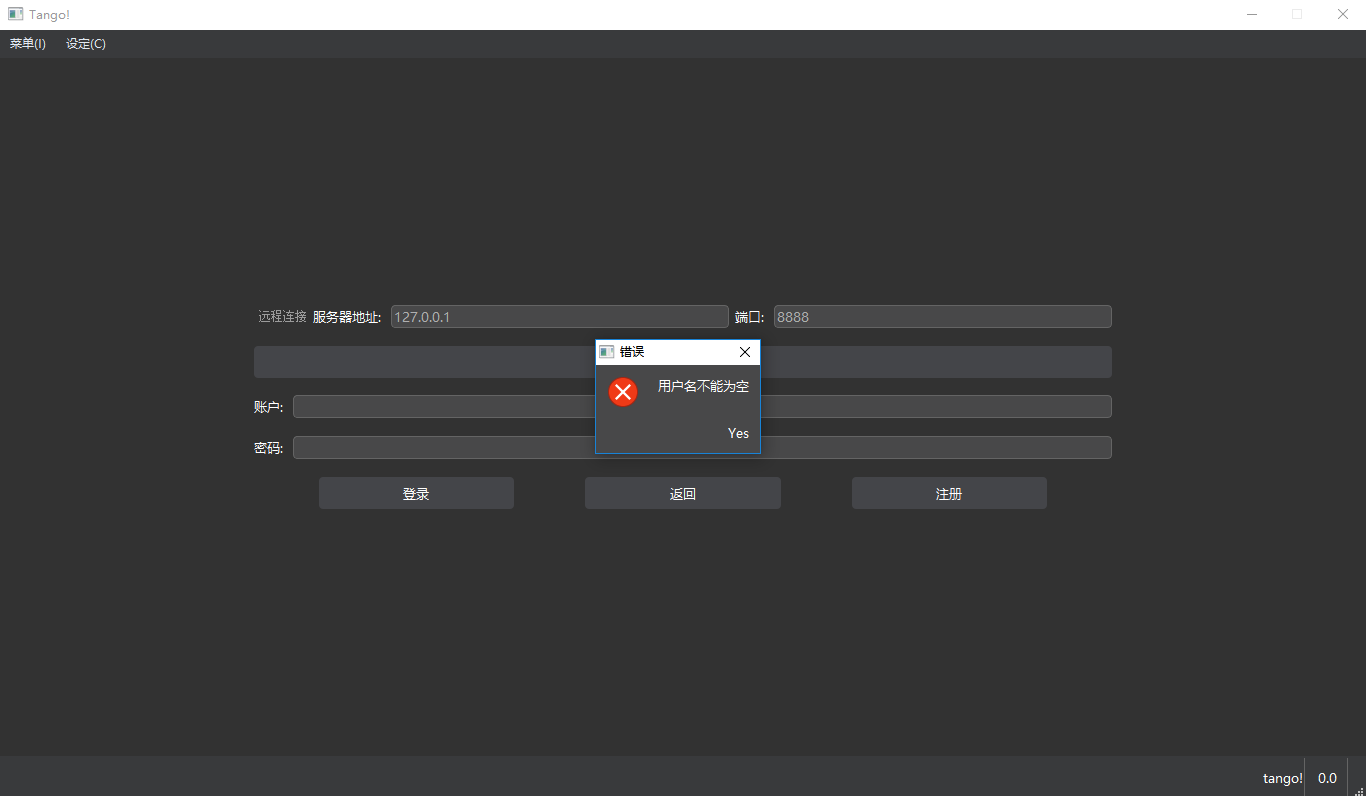 Tango!
菜单(I) 设定(C)
远程连接 服务器地址: 127.0.0.1 端口: 8888
错误
用户名不能为空
Yes
账户:
密码:
登录 返回 注册
tango! 0.0